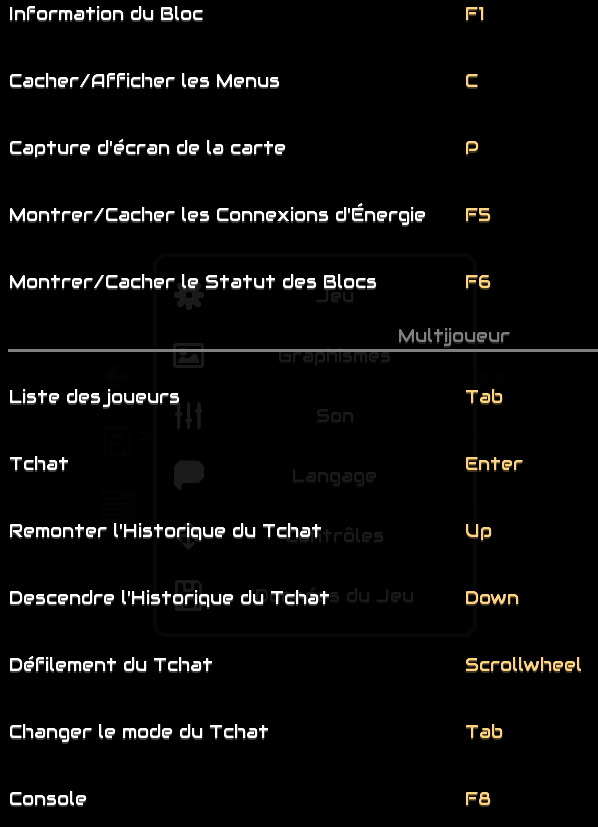 Information du Bloc F1
Cacher/Afficher les Menus C
Capture d'écran de la carte P
Montrer/Cacher les Connexions d'Énergie F5
Montrer/Cacher le Statut des Blocs F6
Jeu
Multijoueur
Graphismes
Liste des joueurs Tab
Son
Tchat Enter
Langage
Remonter l'Historique du Tchat Up
Descendre l'Historique du Tchat Down
du Jeu
Défilement du Tchat Scrollwheel
Changer le mode du Tchat Tab
Console F8